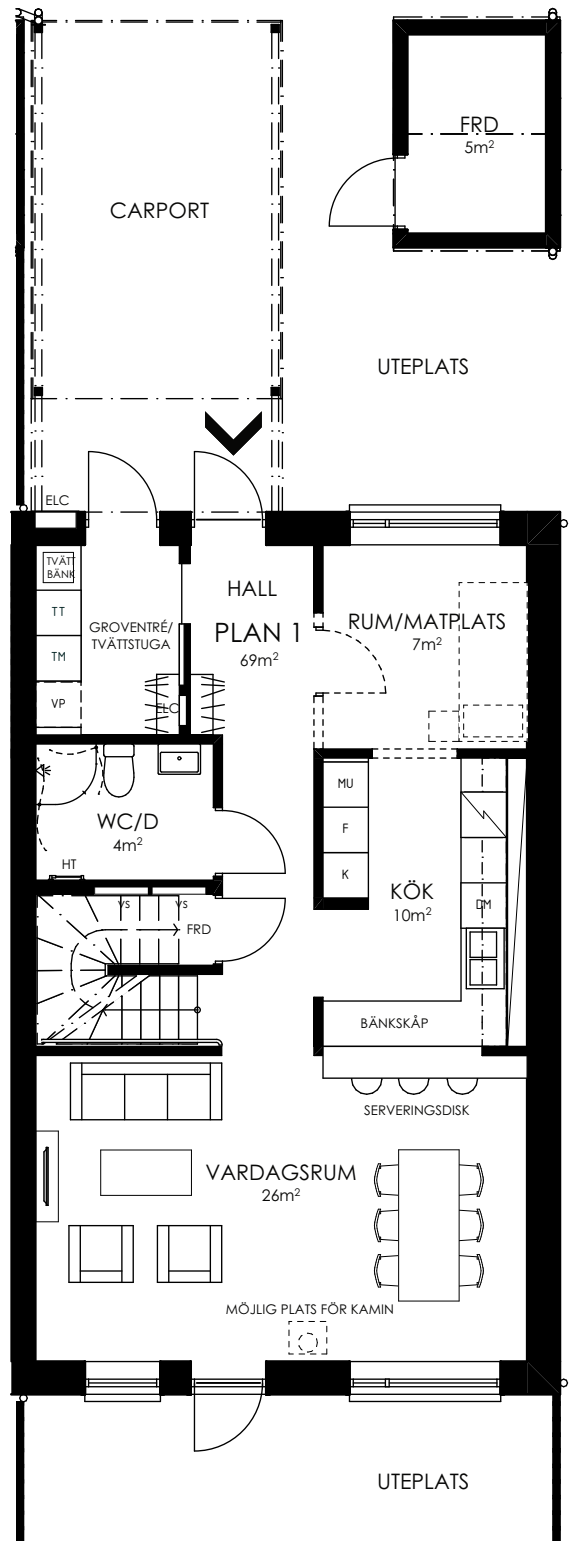 FRD
5m²
CARPORT
UTEPLATS
ELC
TVÄTT
BÄNK
TT
TM
VP
GROVENTRÉ/
TVÄTTSTUGA
ELC
HALL
PLAN 1
69m²
RUM/MATPLATS
7m²
WC/D
4m²
HT
VS
VS
FRD
MU
F
K
KÖK
10m²
DM
BÄNKSKÅP
SERVERINGSDISK
VARDAGSRUM
26m²
MÖJLIG PLATS FÖR KAMIN
UTEPLATS